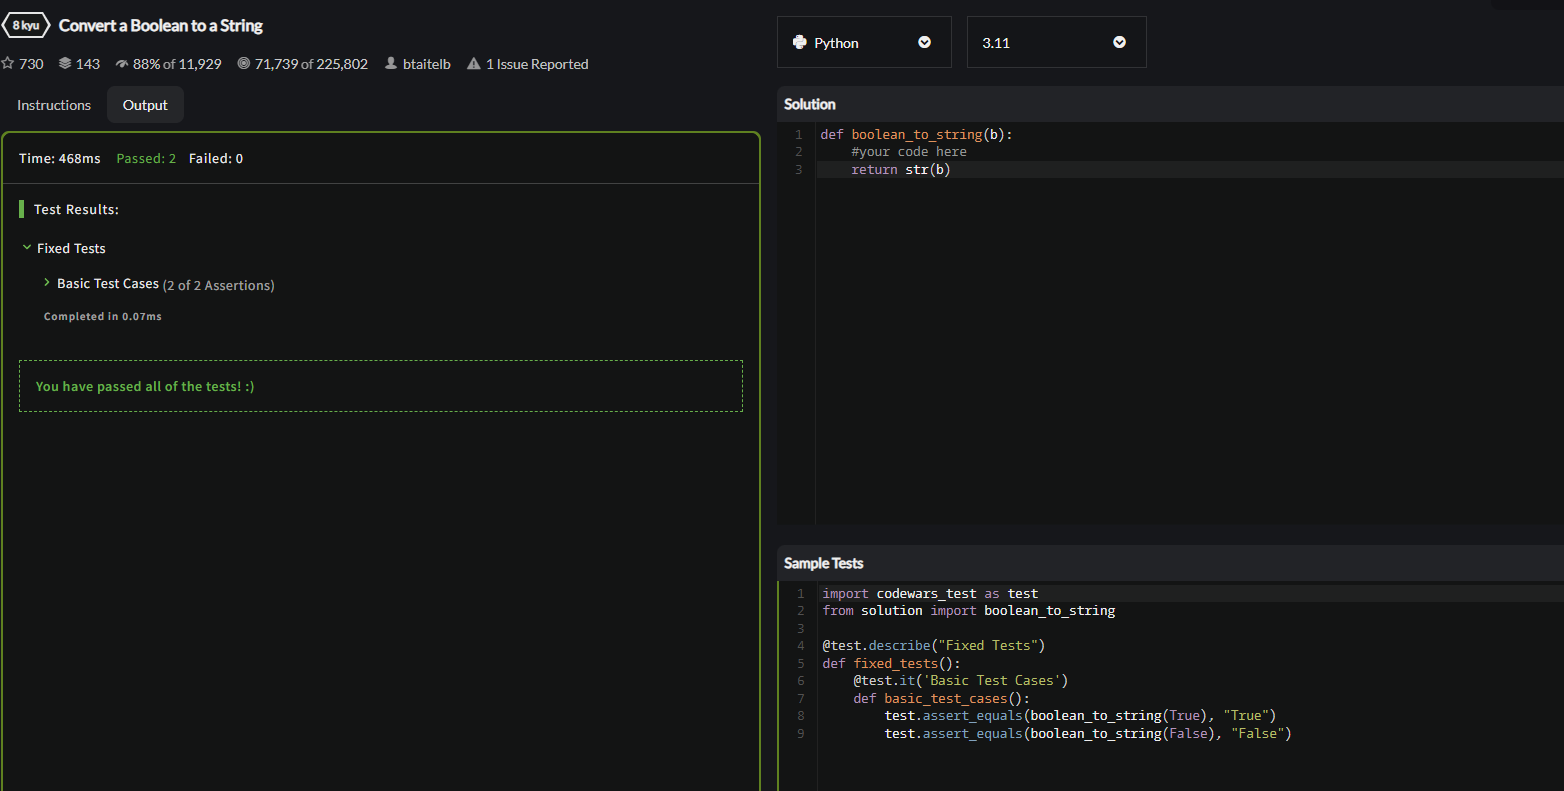 8 kyu Convert a Boolean to a String
730 143 88% of 11,929 71,739 of 225,802 btaitelb 1 Issue Reported
Instructions Output
Time: 468ms Passed: 2 Failed: 0
Test Results:
Fixed Tests
Basic Test Cases (2 of 2 Assertions)
Completed in 0.07ms
You have passed all of the tests! :)
Python 3.11
Solution
1 def boolean_to_string(b):
2     #your code here
3     return str(b)
Sample Tests
1 import codewars_test as test
2 from solution import boolean_to_string
3
4 @test.describe("Fixed Tests")
5 def fixed_tests():
6     @test.it('Basic Test Cases')
7     def basic_test_cases():
8         test.assert_equals(boolean_to_string(True), "True")
9         test.assert_equals(boolean_to_string(False), "False")